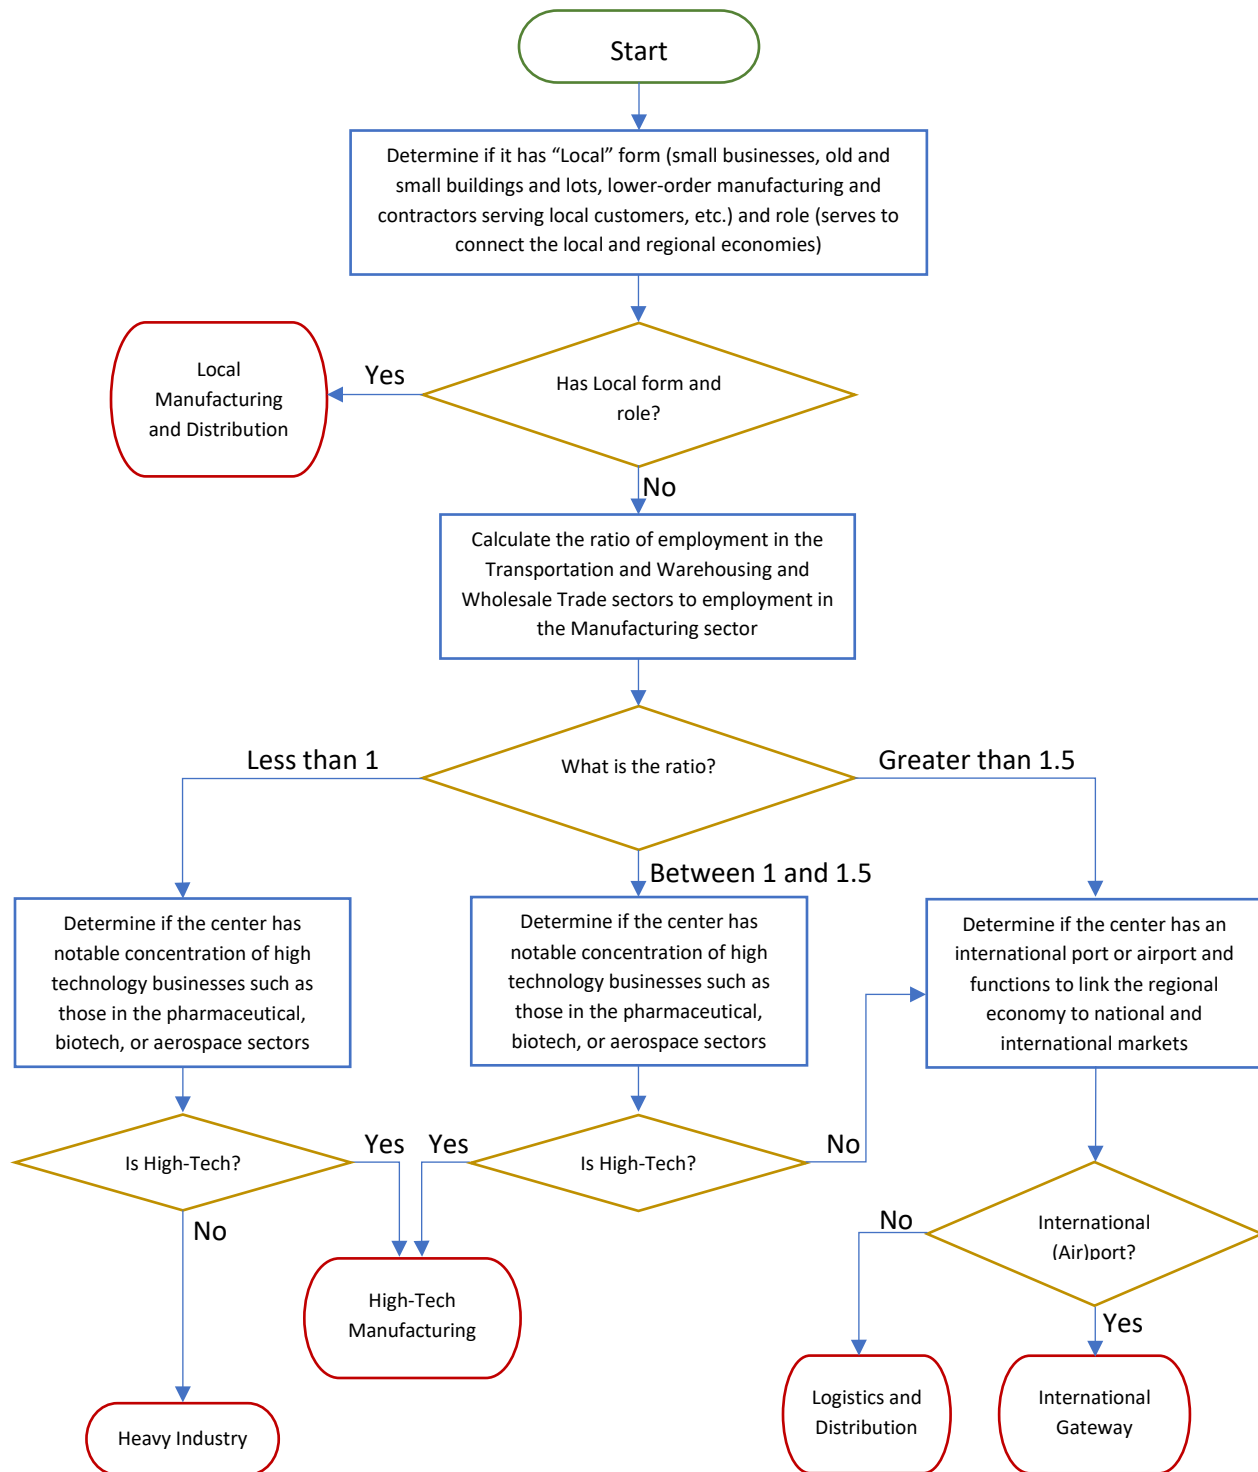 Start
Determine if it has “Local” form (small businesses, old and
small buildings and lots, lower-order manufacturing and
contractors serving local customers, etc.) and role (serves to
connect the local and regional economies)
Local
Manufacturing
and Distribution
Yes
Has Local form and
role?
No
Calculate the ratio of employment in the
Transportation and Warehousing and
Wholesale Trade sectors to employment in
the Manufacturing sector
Less than 1
What is the ratio?
Greater than 1.5
Between 1 and 1.5
Determine if the center has
notable concentration of high
technology businesses such as
those in the pharmaceutical,
biotech, or aerospace sectors
Determine if the center has
notable concentration of high
technology businesses such as
those in the pharmaceutical,
biotech, or aerospace sectors
Determine if the center has an
international port or airport and
functions to link the regional
economy to national and
international markets
Is High-Tech?
Yes
Yes
Is High-Tech?
No
No
No
International
(Air)port?
High-Tech
Manufacturing
Yes
Heavy Industry
Logistics and
Distribution
International
Gateway